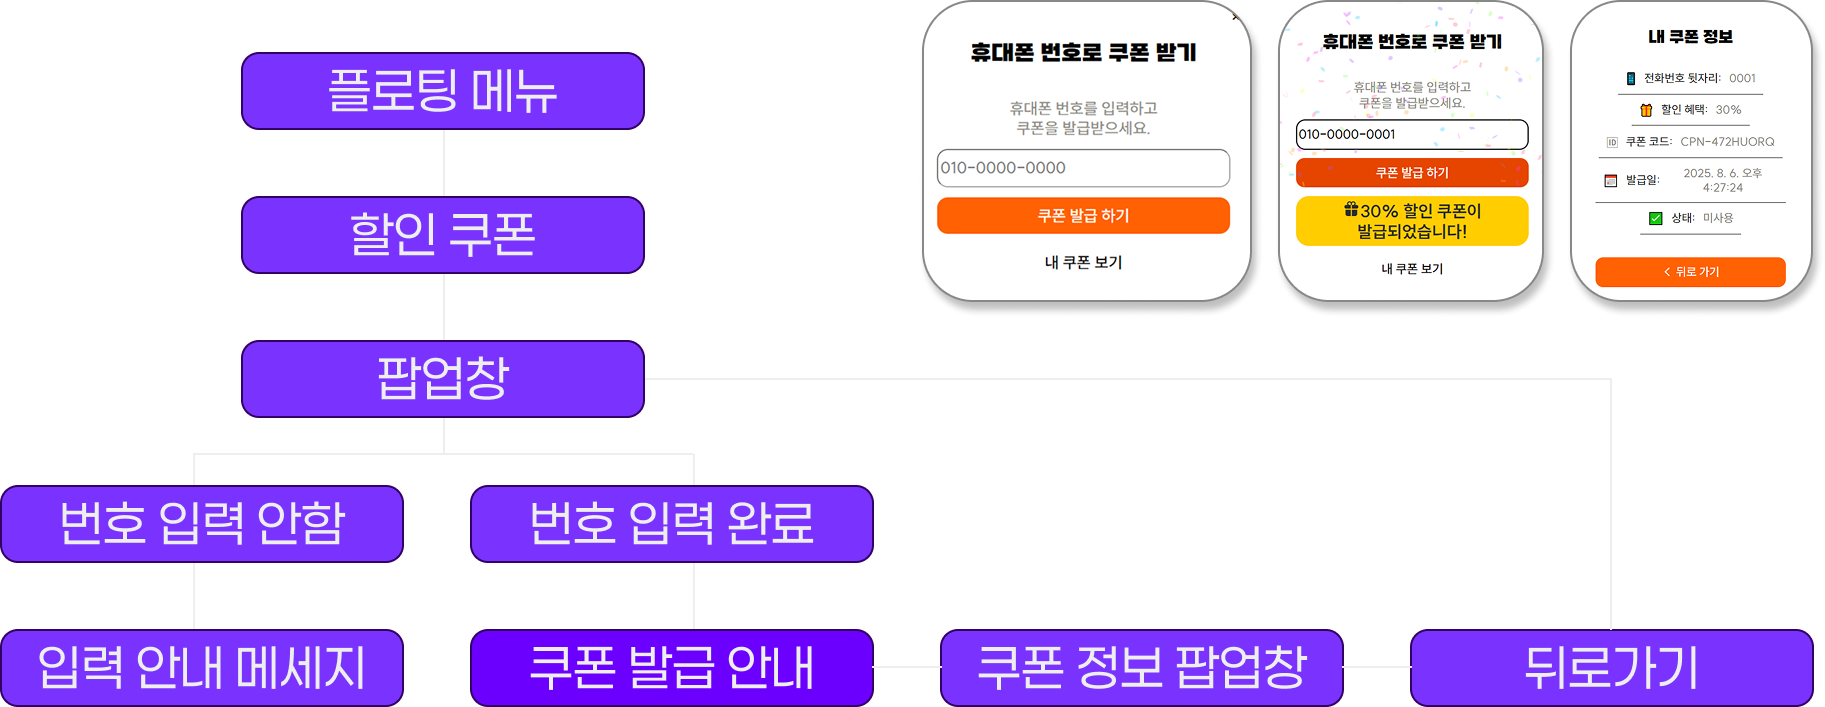 플로팅 메뉴
할인 쿠폰
팝업창
번호 입력 안함
번호 입력 완료
입력 안내 메세지
쿠폰 발급 안내
쿠폰 정보 팝업창
뒤로가기
휴대폰 번호로 쿠폰 받기
휴대폰 번호를 입력하고
쿠폰을 발급받으세요.
010-0000-0000
쿠폰 발급 하기
내 쿠폰 보기
휴대폰 번호로 쿠폰 받기
휴대폰 번호를 입력하고
쿠폰을 발급받으세요.
010-0000-0001
쿠폰 발급 하기
30% 할인 쿠폰이
발급되었습니다!
내 쿠폰 보기
내 쿠폰 정보
전화번호 뒷자리: 0001
할인 혜택: 30%
ID 쿠폰 코드: CPN-472HUORQ
발급일: 2025. 8. 6. 오후
4:27:24
상태: 미사용
< 뒤로 가기